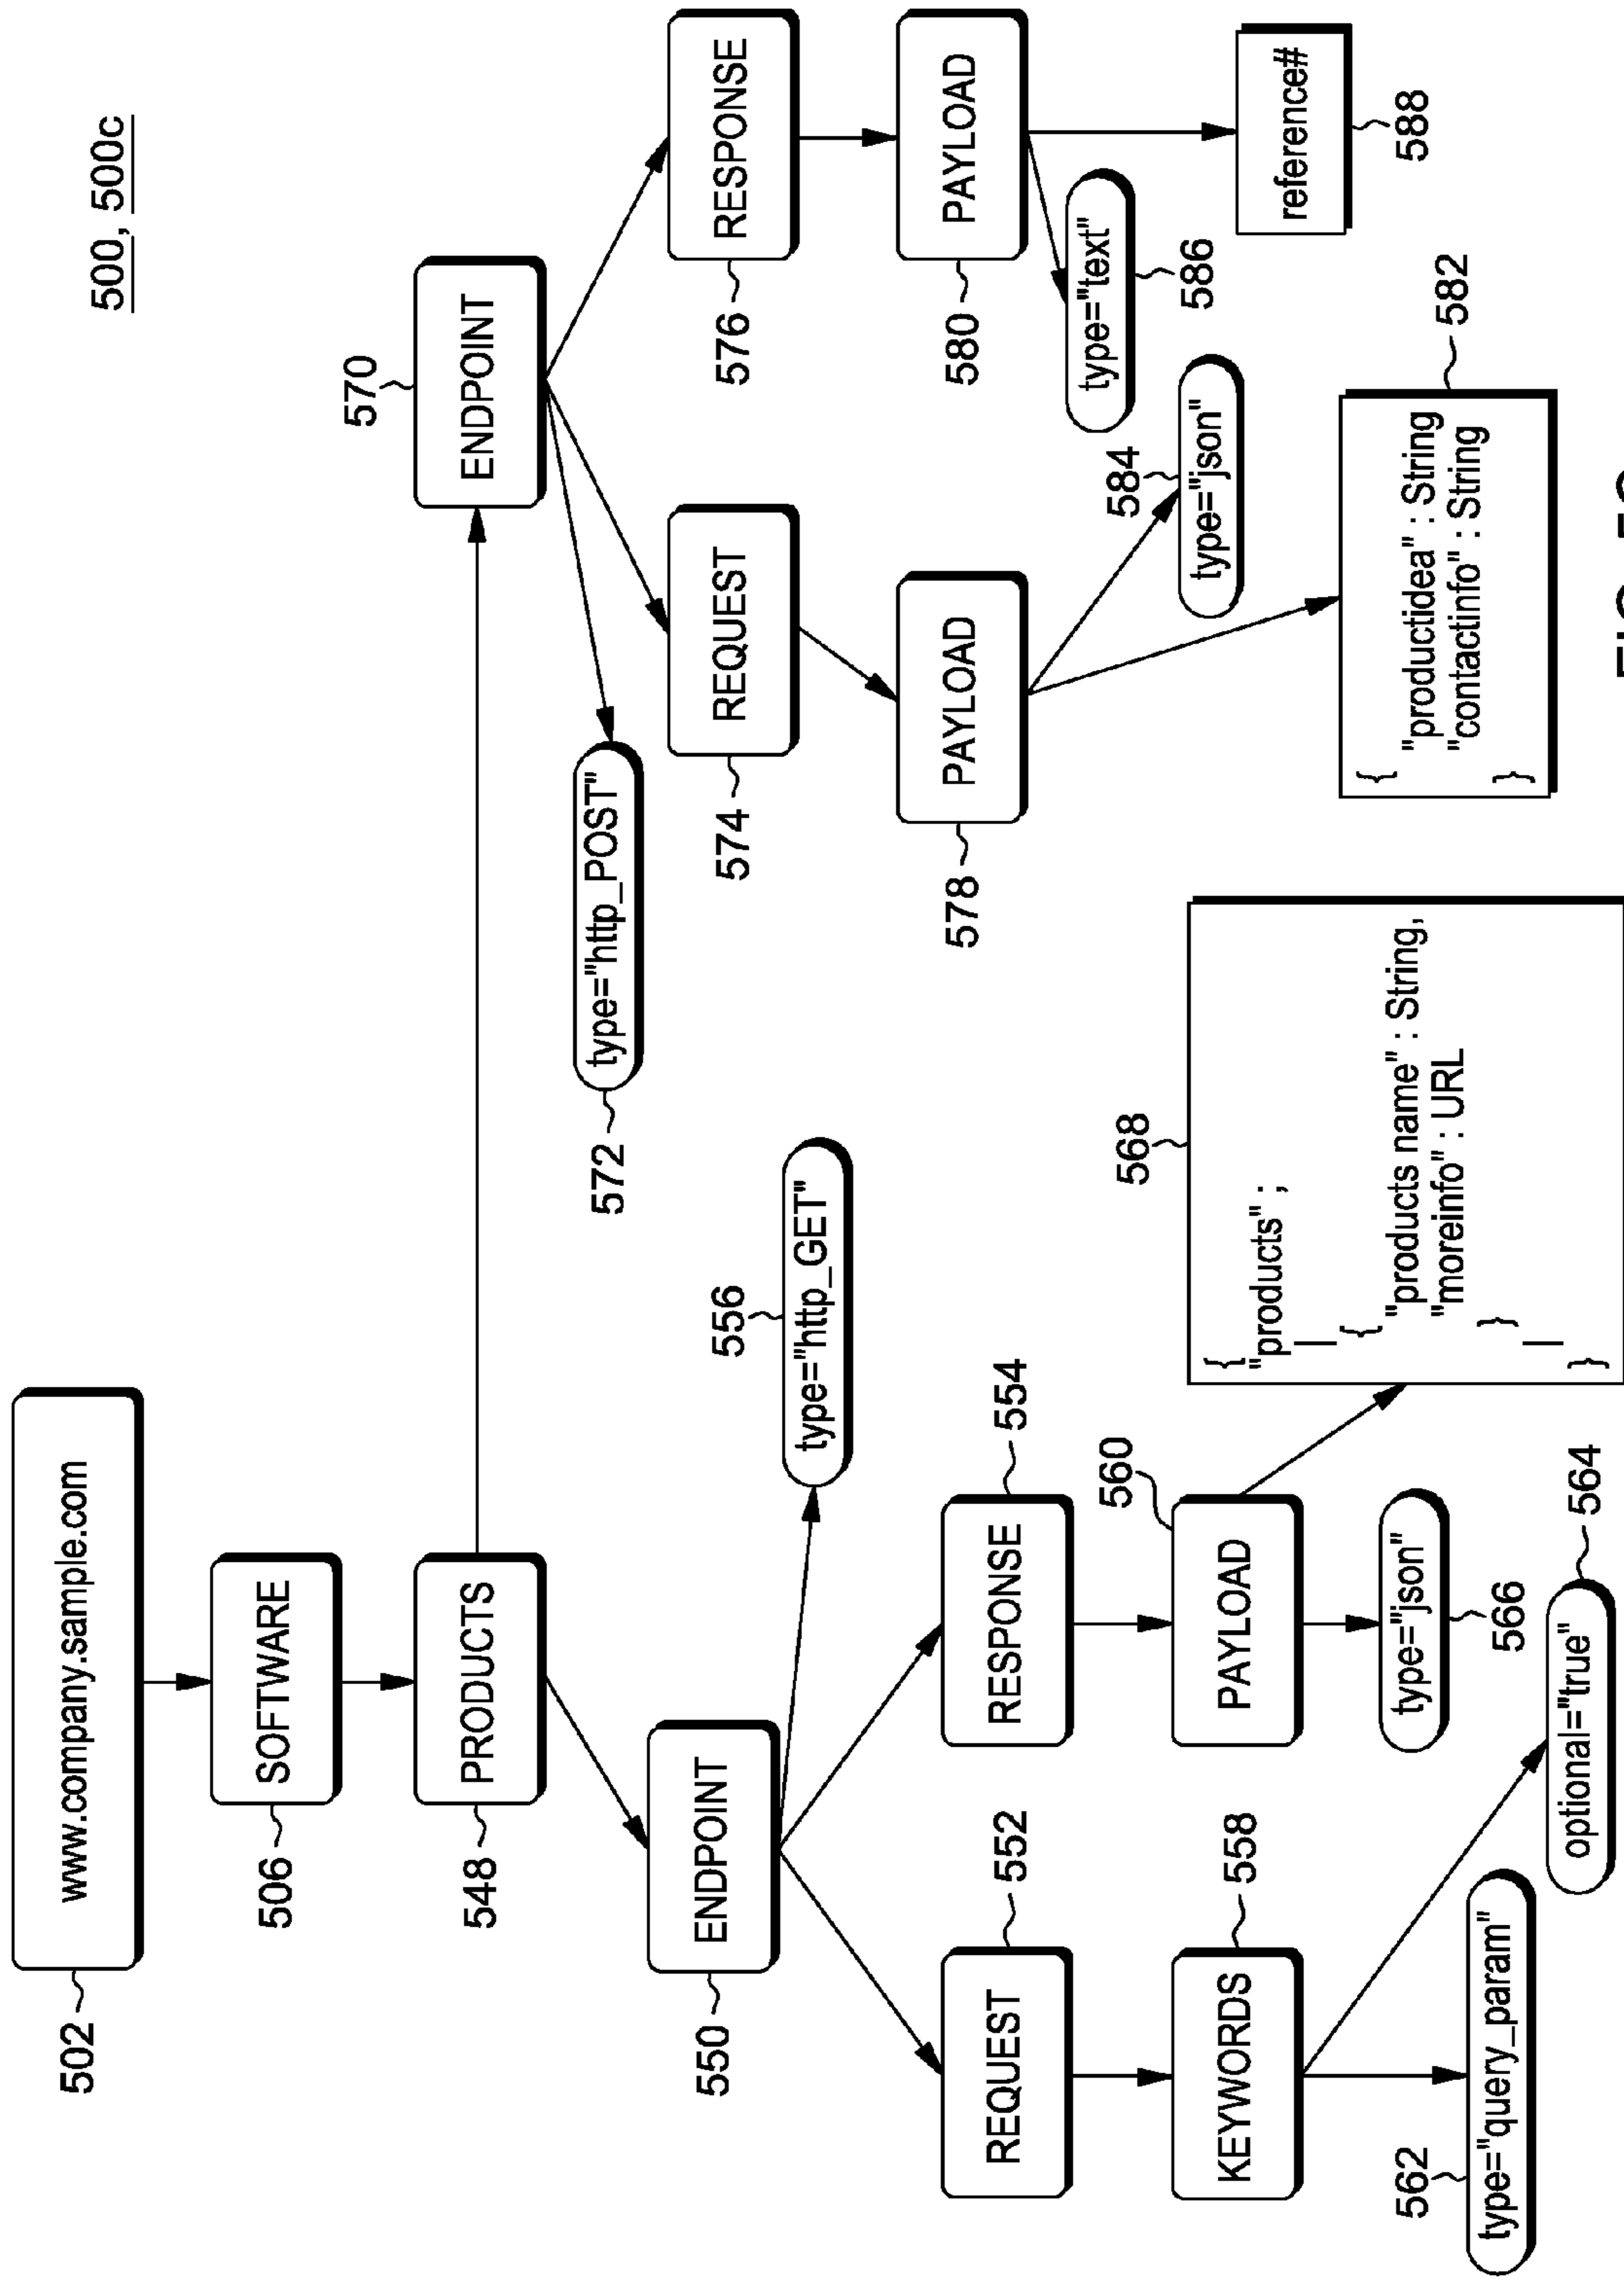 500, 500c
www.company.sample.com
502
SOFTWARE
506
PRODUCTS
548
ENDPOINT
550
type="http_GET"
556
REQUEST
552
RESPONSE
554
KEYWORDS
558
PAYLOAD
560
type="query_param"
562
optional="true"
564
type="json"
566
568
{
"products" ;
{
"products name" : String,
"moreinfo" : URL
}
}
570
ENDPOINT
572
type="http_POST"
REQUEST
574
RESPONSE
576
PAYLOAD
578
PAYLOAD
580
584
type="json"
type="text"
586
{
"productidea" : String
"contactinfo" : String
}
582
reference#
588